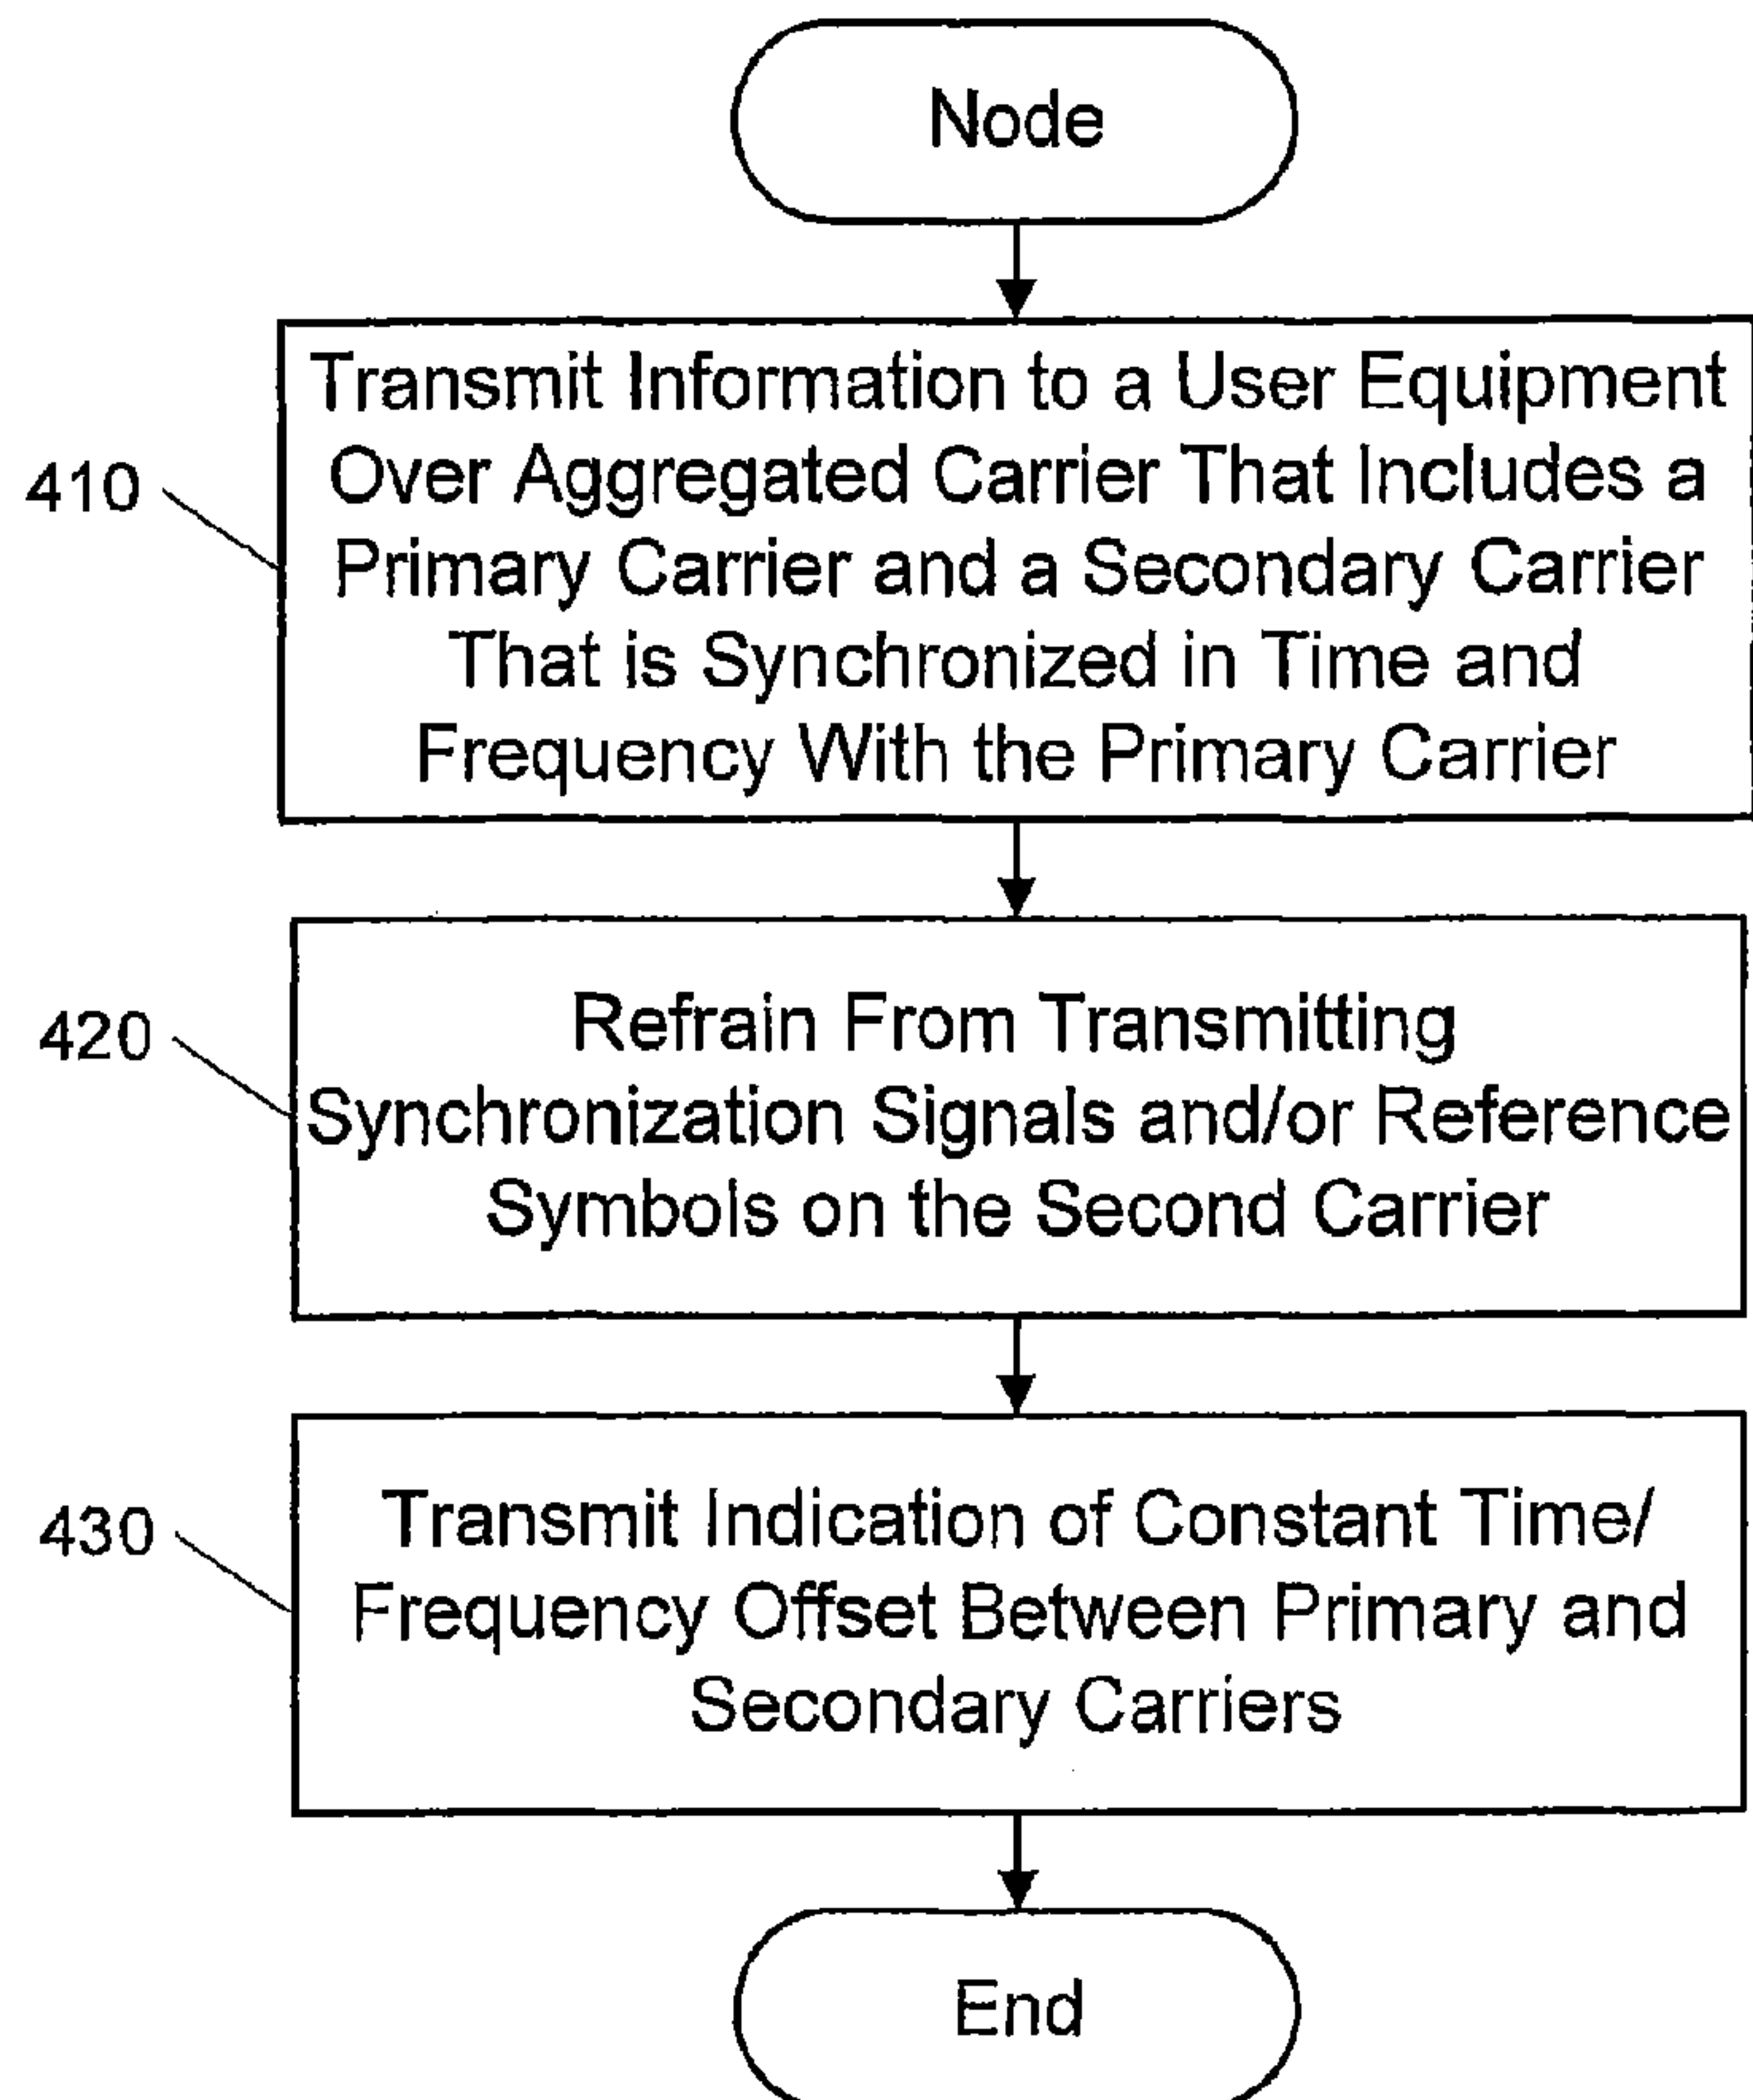 Node
410
Transmit Information to a User Equipment
Over Aggregated Carrier That Includes a
Primary Carrier and a Secondary Carrier
That is Synchronized in Time and
Frequency With the Primary Carrier
420
Refrain From Transmitting
Synchronization Signals and/or Reference
Symbols on the Second Carrier
430
Transmit Indication of Constant Time/
Frequency Offset Between Primary and
Secondary Carriers
End